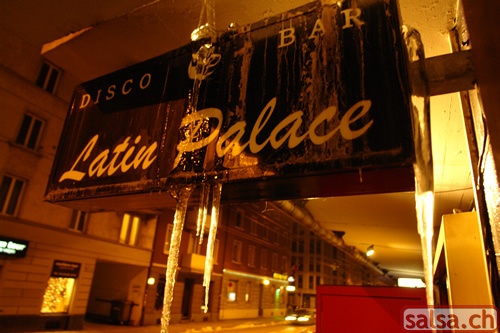 DISCO BAR
Latin Palace
salsa.ch